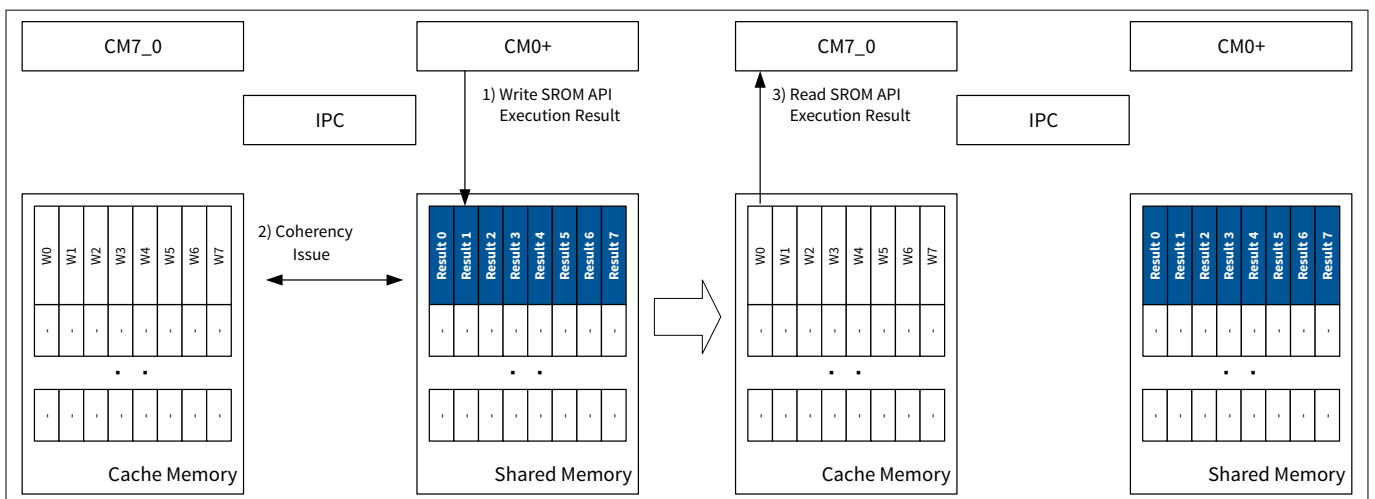 CM7_0
CM0+
CM7_0
CM0+
1) Write SROM API
Execution Result
3) Read SROM API
Execution Result
IPC
IPC
2) Coherency
Issue
W0 W1 W2 W3 W4 W5 W6 W7
- - - - - - - -
. .
- - - - - - - -
Cache Memory
Result 0 Result 1 Result 2 Result 3 Result 4 Result 5 Result 6 Result 7
- - - - - - - -
. .
- - - - - - - -
Shared Memory
W0 W1 W2 W3 W4 W5 W6 W7
- - - - - - - -
. .
- - - - - - - -
Cache Memory
Result 0 Result 1 Result 2 Result 3 Result 4 Result 5 Result 6 Result 7
- - - - - - - -
. .
- - - - - - - -
Shared Memory